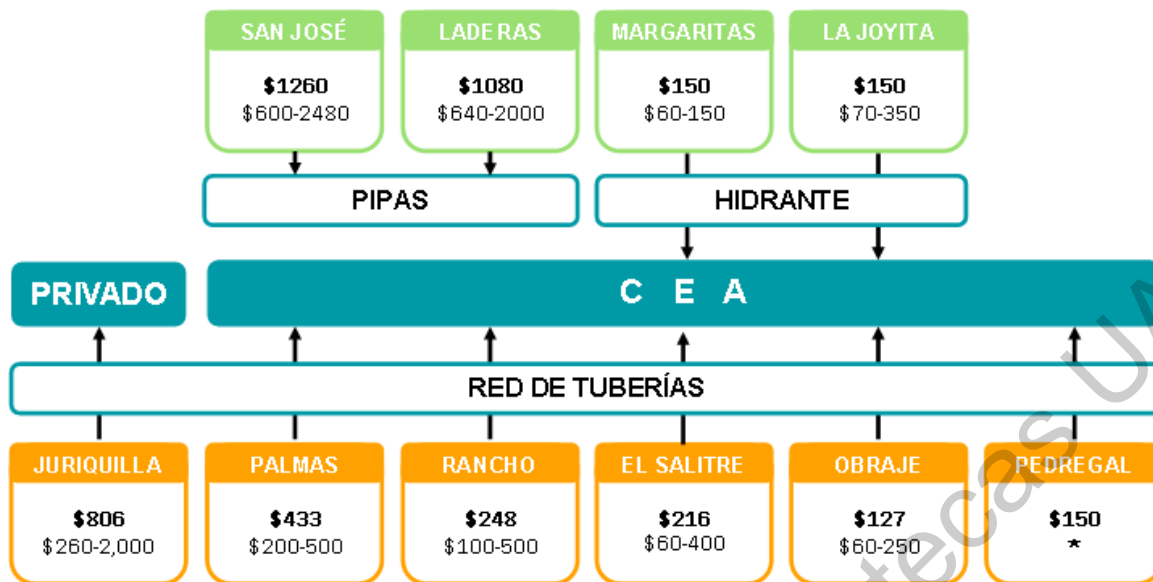 SAN JOSÉ
$1260
$600-2480
LADERAS
$1080
$640-2000
MARGARITAS
$150
$60-150
LA JOYITA
$150
$70-350
PIPAS
HIDRANTE
PRIVADO
C E A
RED DE TUBERÍAS
JURIQUILLA
$806
$260-2,000
PALMAS
$433
$200-500
RANCHO
$248
$100-500
EL SALITRE
$216
$60-400
OBRAJE
$127
$60-250
PEDREGAL
$150
*